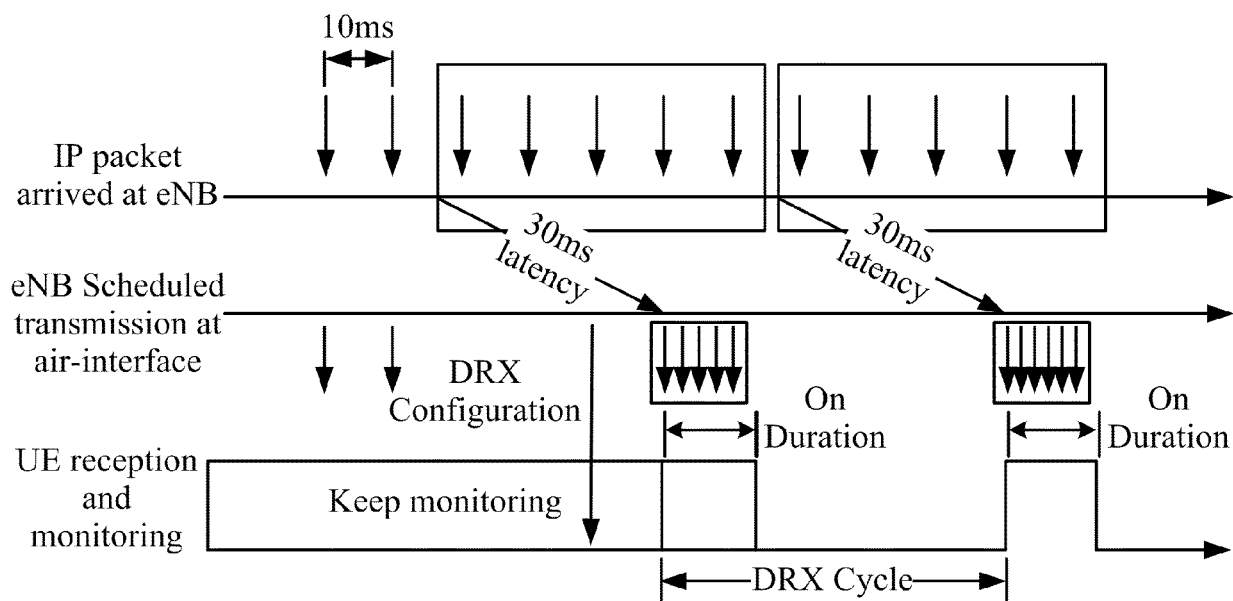 10ms
IP packet
arrived at eNB
30ms
latency
30ms
latency
eNB Scheduled
transmission at
air-interface
DRX
Configuration
On
Duration
On
Duration
UE reception
and
monitoring
Keep monitoring
DRX Cycle